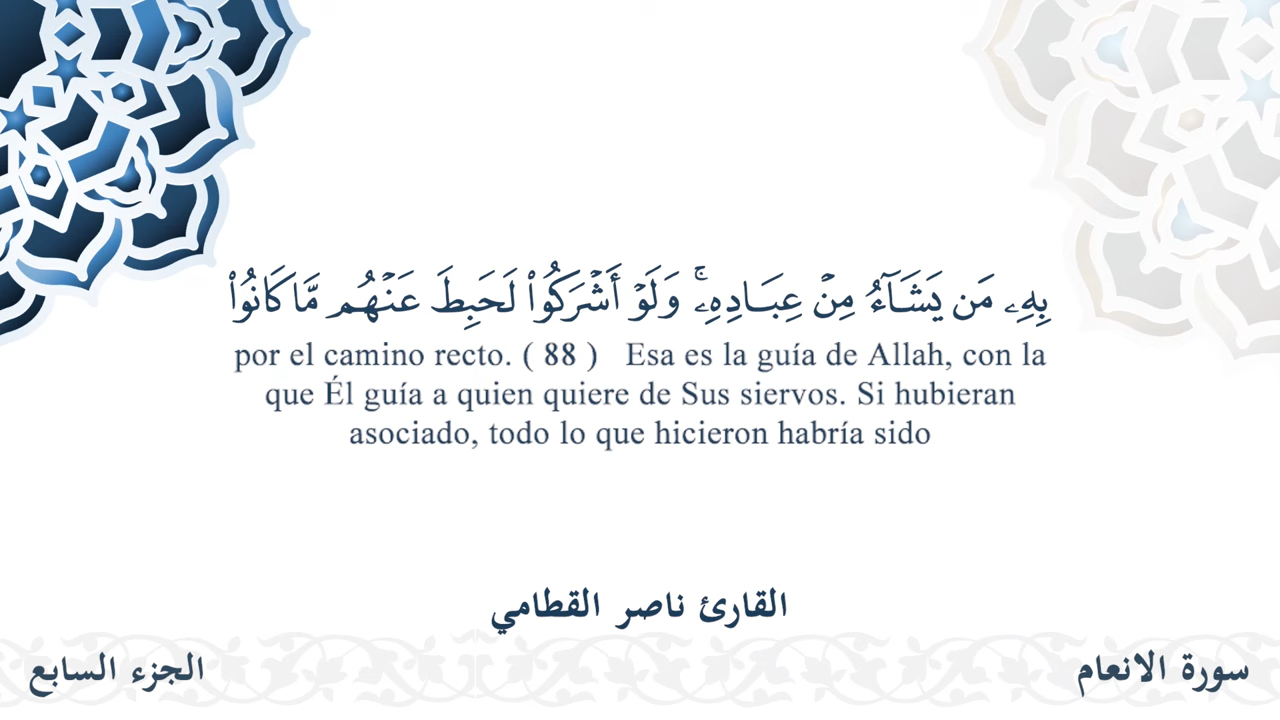 بِهِۦ مَن يَشَآءُ مِنْ عِبَادِهِۦۚ وَلَوْ أَشْرَكُوا۟ لَحَبِطَ عَنْهُم مَّا كَانُوا۟
por el camino recto. ( 88 ) Esa es la guía de Allah, con la
que Él guía a quien quiere de Sus siervos. Si hubieran
asociado, todo lo que hicieron habría sido
القارئ ناصر القطامي
سورة الانعام
الجزء السابع